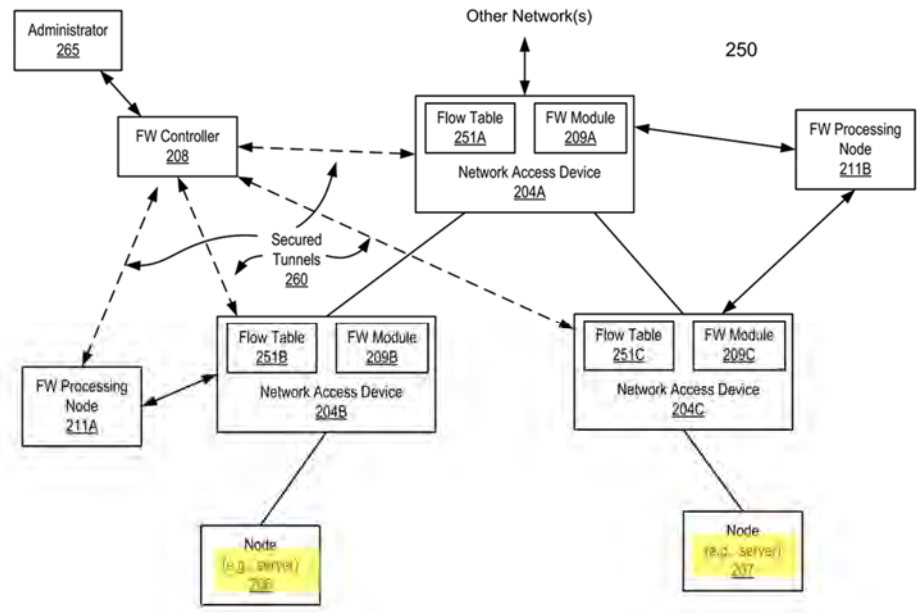 Other Network(s)
250
Administrator
265
FW Controller
208
Flow Table
251A
FW Module
209A
Network Access Device
204A
FW Processing
Node
211B
Secured
Tunnels
260
Flow Table
251B
FW Module
209B
Network Access Device
204B
Flow Table
251C
FW Module
209C
Network Access Device
204C
FW Processing
Node
211A
Node
(e.g., server)
206
Node
(e.g., server)
207